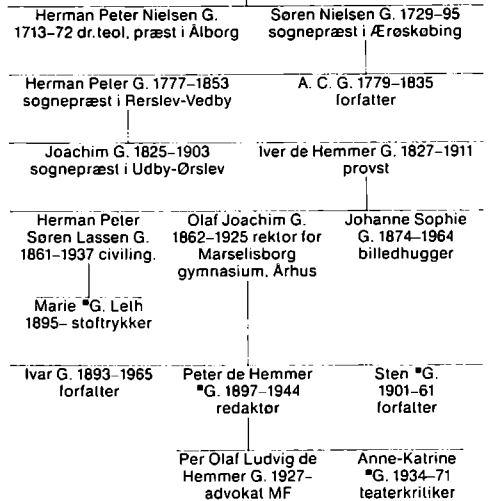 Herman Peter Nielsen G.
1713–72 dr.teol, præst i Ålborg
Søren Nielsen G. 1729–95
sognepræst i Ærøskøbing
Herman Peter G. 1777–1853
sognepræst i Rerslev-Vedby
A. C. G. 1779–1835
forfatter
Joachim G. 1825–1903
sognepræst i Udby-Ørslev
Iver de Hemmer G. 1827–1911
provst
Herman Peter
Søren Lassen G.
1861–1937 civiling.
Olaf Joachim G.
1862–1925 rektor for
Marselisborg
gymnasium, Århus
Johanne Sophie
G. 1874–1964
billedhugger
Marie ■G. Leth
1895– stoftrykker
Ivar G. 1893–1965
forfatter
Peter de Hemmer
■G. 1897–1944
redaktør
Sten ■G.
1901–61
forfatter
Per Olaf Ludvig de
Hemmer G. 1927–
advokat MF
Anne-Katrine
■G. 1934–71
teaterkritiker